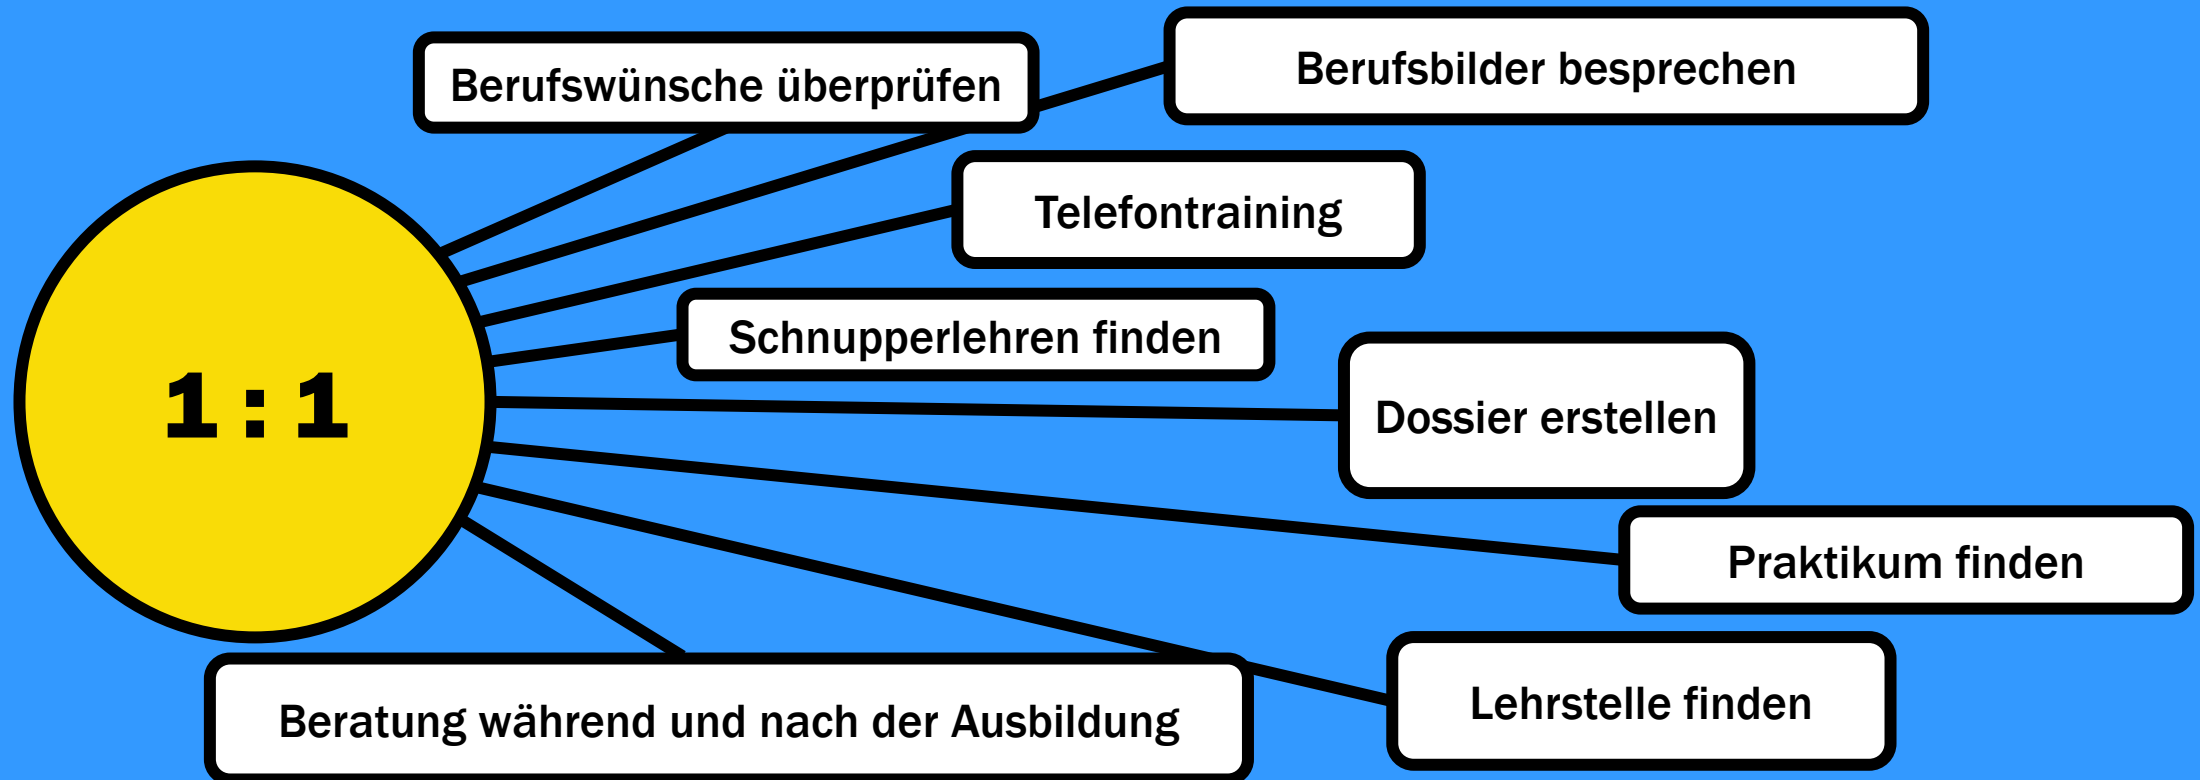 Berufswünsche überprüfen
Berufsbilder besprechen
Telefontraining
Schnupperlehren finden
1 : 1
Dossier erstellen
Praktikum finden
Lehrstelle finden
Beratung während und nach der Ausbildung